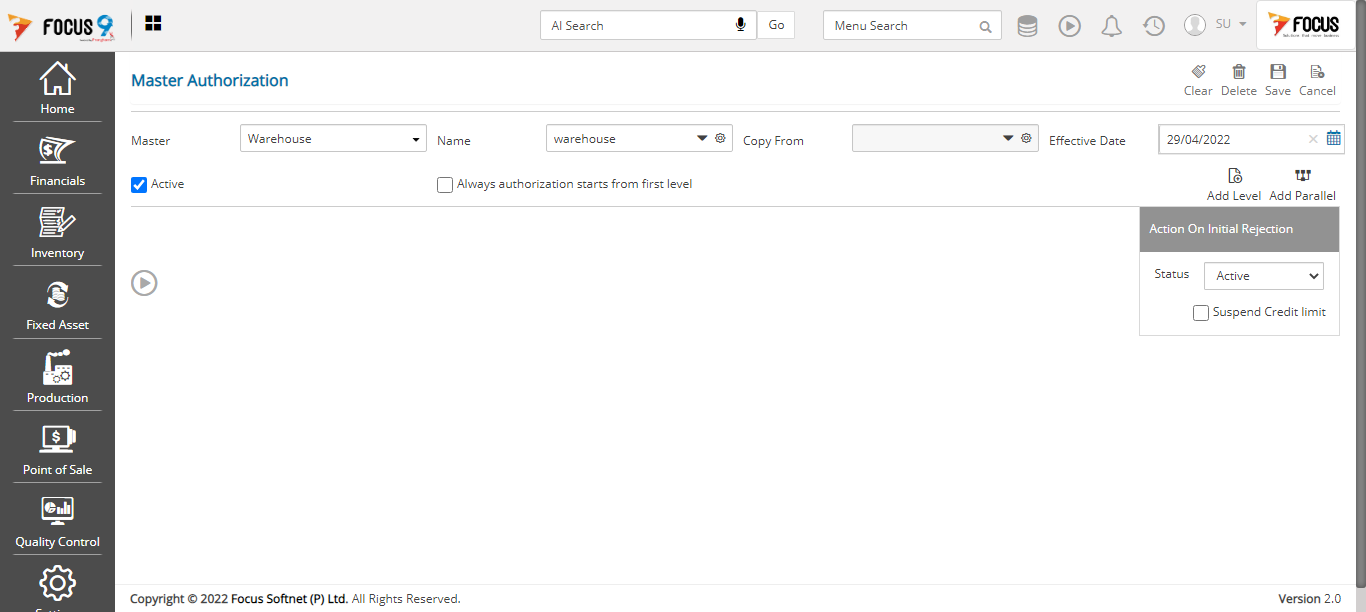 FOCUS 9
AI Search
Go
Menu Search
SU
FOCUS
Master Authorization
Clear
Delete
Save
Cancel
Master
Warehouse
Name
warehouse
Copy From
Effective Date
29/04/2022
Active
Always authorization starts from first level
Add Level
Add Parallel
Action On Initial Rejection
Status
Active
Suspend Credit limit
Home
Financials
Inventory
Fixed Asset
Production
Point of Sale
Quality Control
Copyright © 2022 Focus Softnet (P) Ltd. All Rights Reserved.
Version 2.0